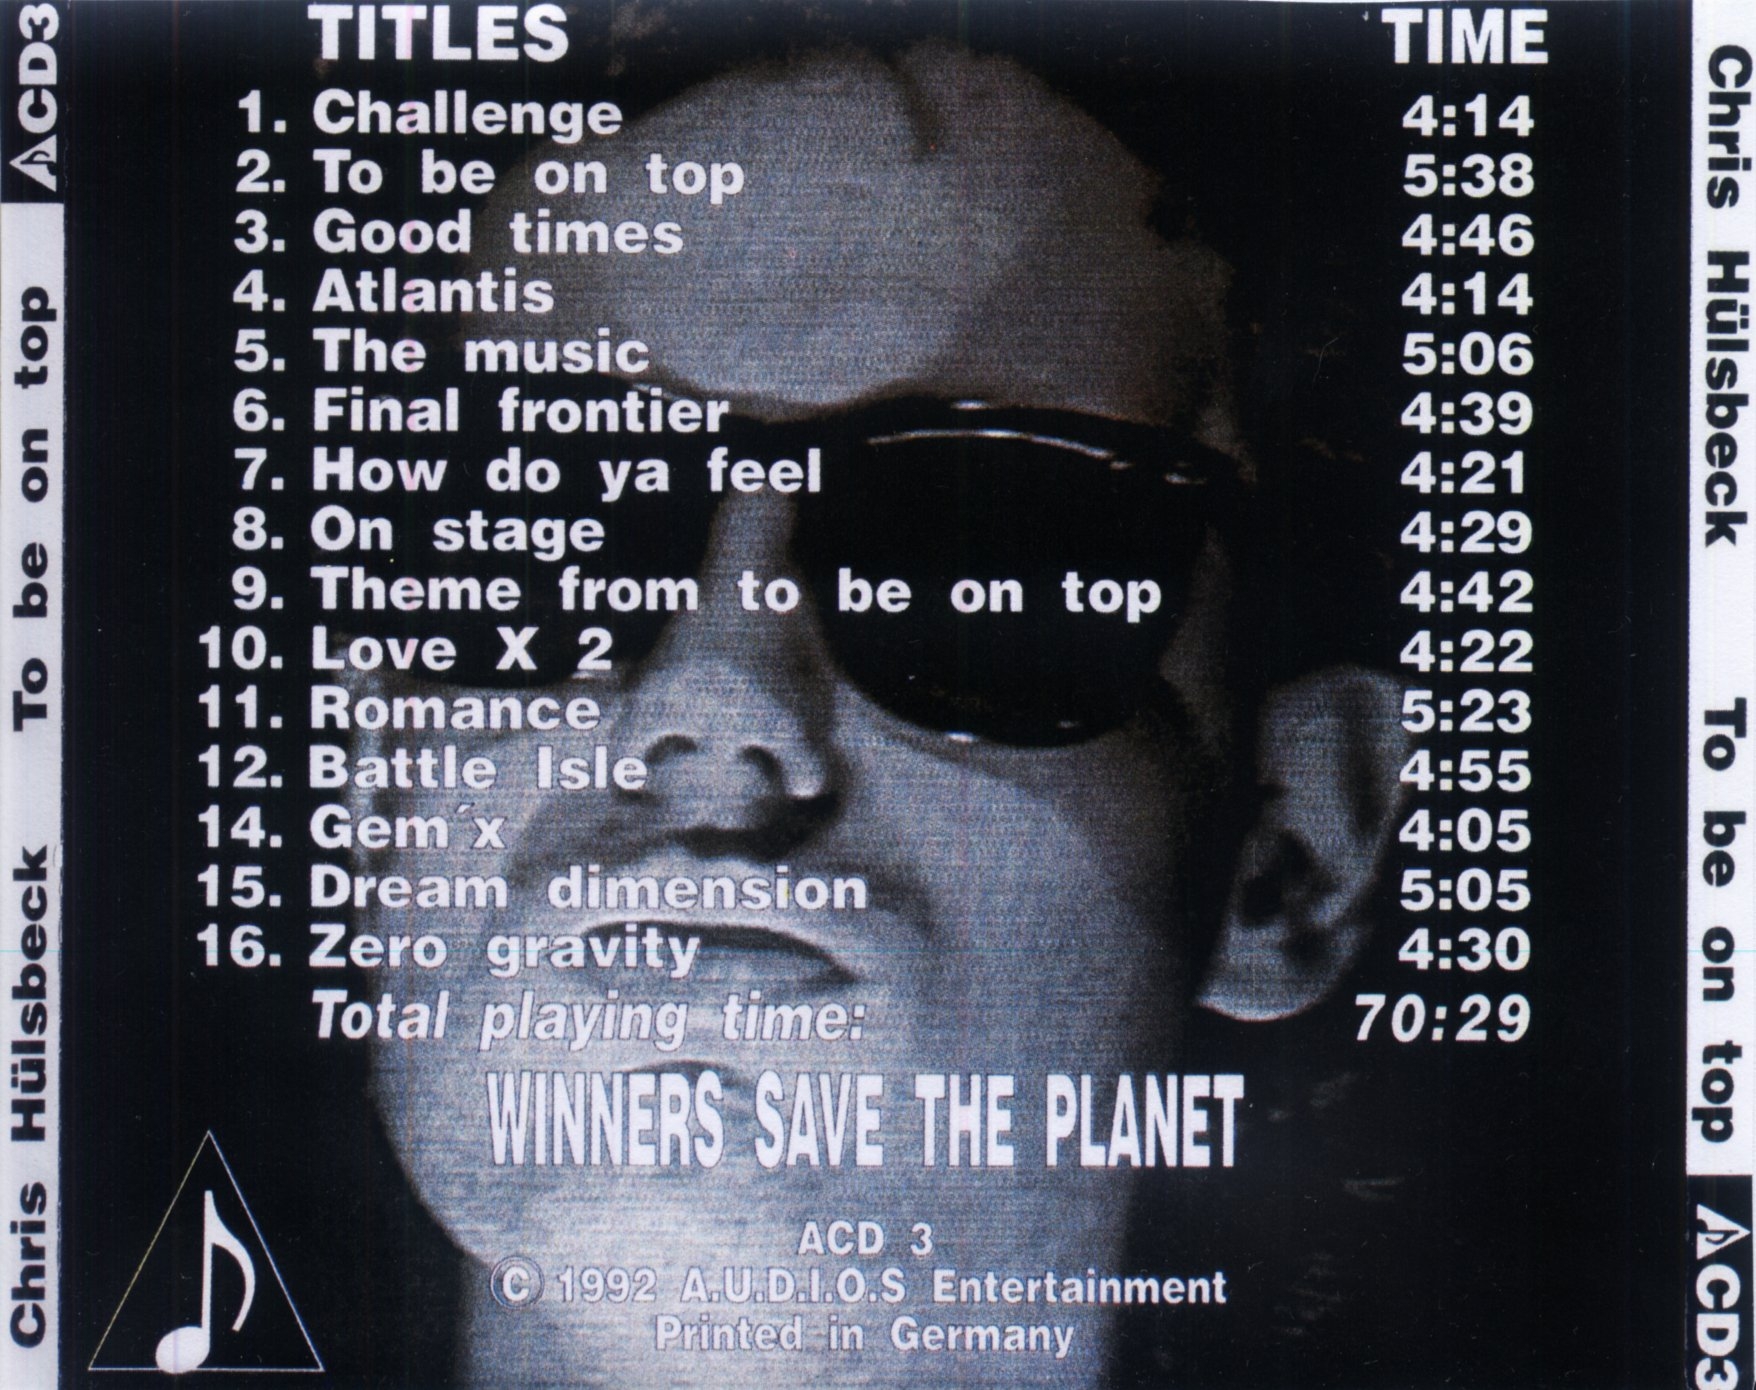 TITLES TIME
1. Challenge 4:14
2. To be on top 5:38
3. Good times 4:46
4. Atlantis 4:14
5. The music 5:06
6. Final frontier 4:39
7. How do ya feel 4:21
8. On stage 4:29
9. Theme from to be on top 4:42
10. Love X 2 4:22
11. Romance 5:23
12. Battle Isle 4:55
14. Gem´x 4:05
15. Dream dimension 5:05
16. Zero gravity 4:30
Total playing time: 70:29
WINNERS SAVE THE PLANET
ACD 3
© 1992 A.U.D.I.O.S Entertainment
Printed in Germany
Chris Hülsbeck To be on top ACD3
Chris Hülsbeck To be on top ACD3